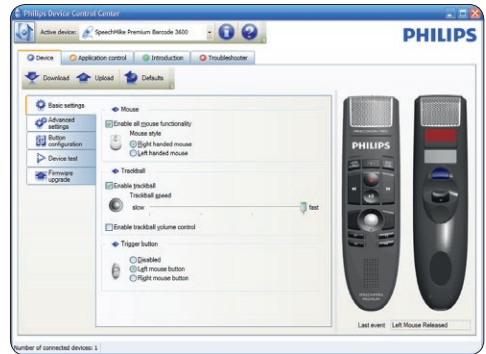 Philips Device Control Center
Active device: SpeechMike Premium Barcode 3600
PHILIPS
Device
Application control
Introduction
Troubleshooter
Download
Upload
Defaults
Basic settings
Advanced settings
Button configuration
Device test
Firmware upgrade
Mouse
Enable all mouse functionality
Mouse style
Right handed mouse
Left handed mouse
Trackball
Enable trackball
Trackball speed
slow
fast
Enable trackball volume control
Trigger button
Disabled
Left mouse button
Right mouse button
PHILIPS
SPEECHMIKE
PREMIUM
Last event
Left Mouse Released
Number of connected devices: 1